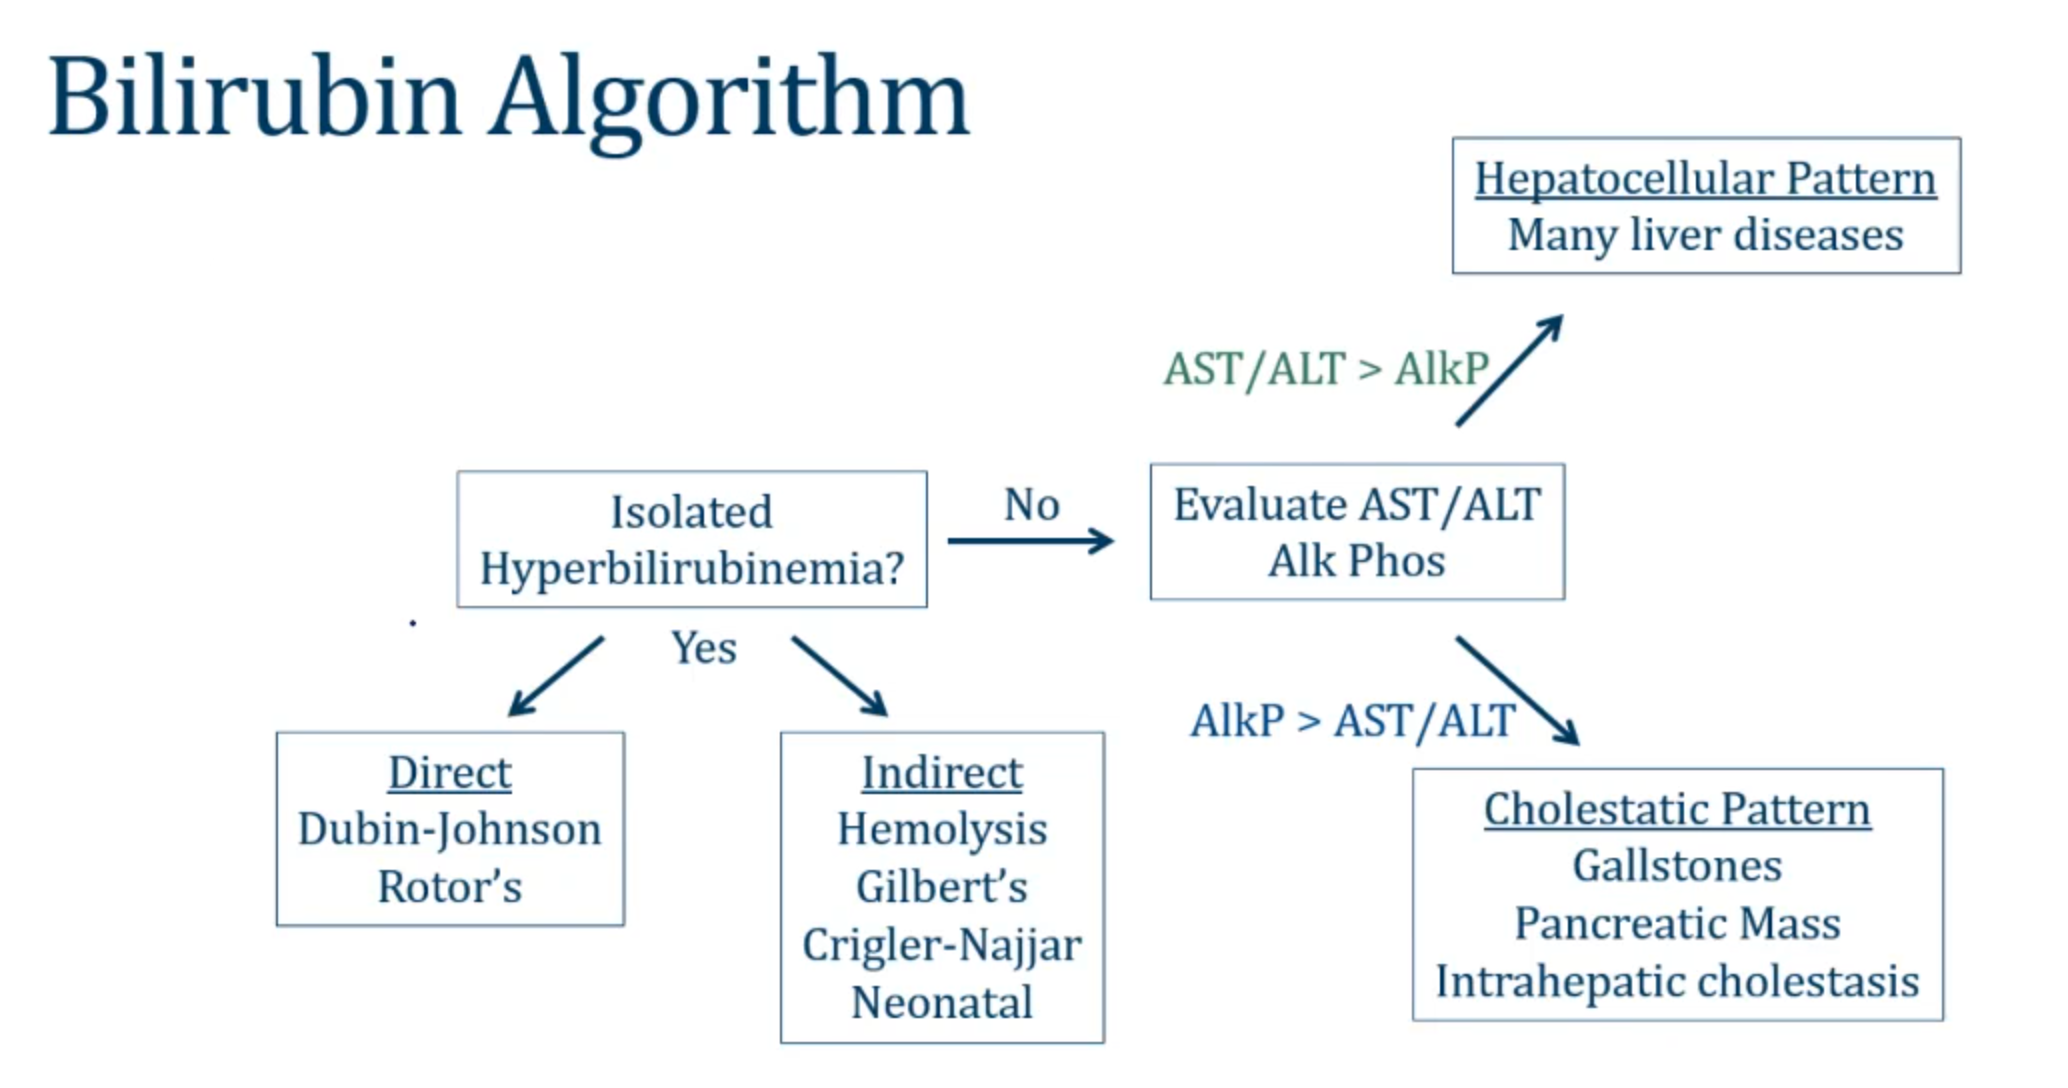 Bilirubin Algorithm
Hepatocellular Pattern
Many liver diseases
AST/ALT > AlkP
Isolated
Hyperbilirubinemia?
No
Evaluate AST/ALT
Alk Phos
Yes
AlkP > AST/ALT
Direct
Dubin-Johnson
Rotor’s
Indirect
Hemolysis
Gilbert’s
Crigler-Najjar
Neonatal
Cholestatic Pattern
Gallstones
Pancreatic Mass
Intrahepatic cholestasis